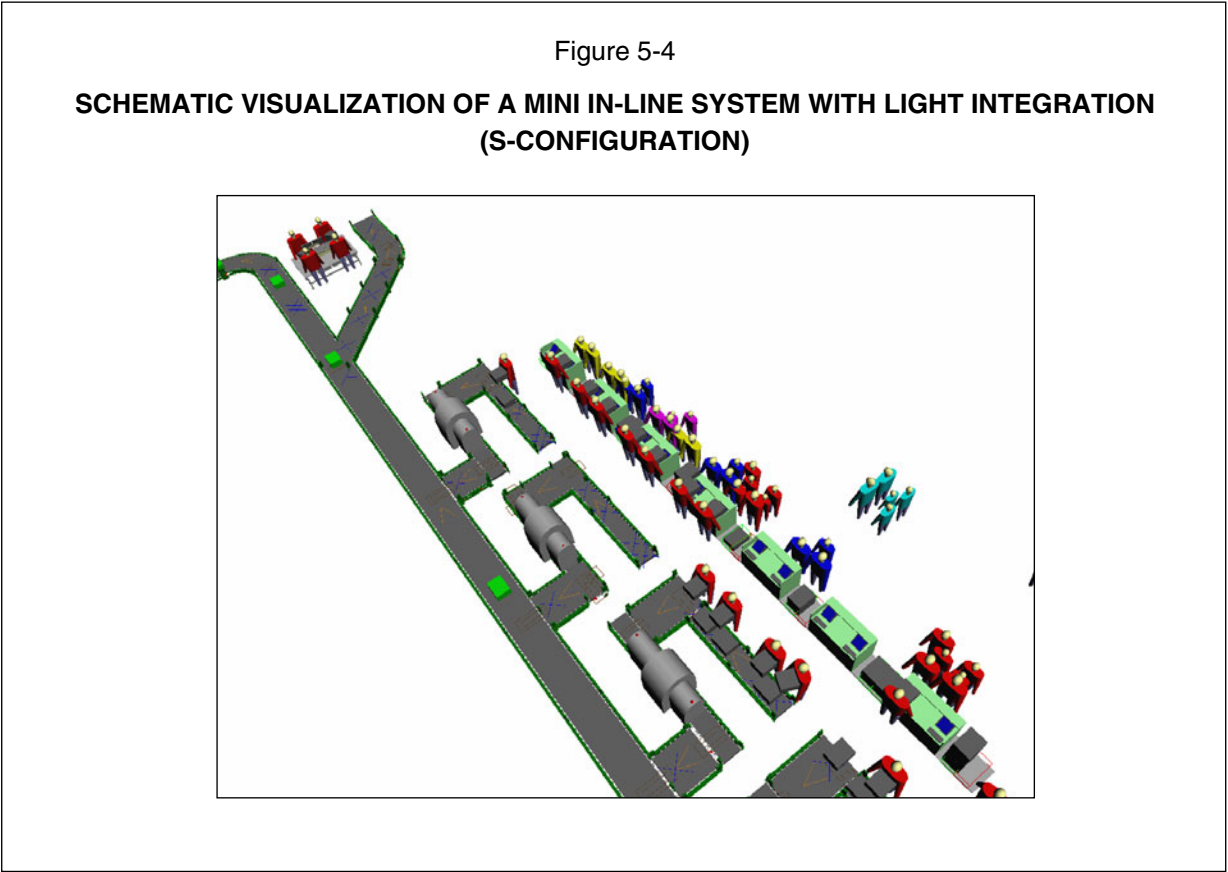 Figure 5-4
SCHEMATIC VISUALIZATION OF A MINI IN-LINE SYSTEM WITH LIGHT INTEGRATION
(S-CONFIGURATION)